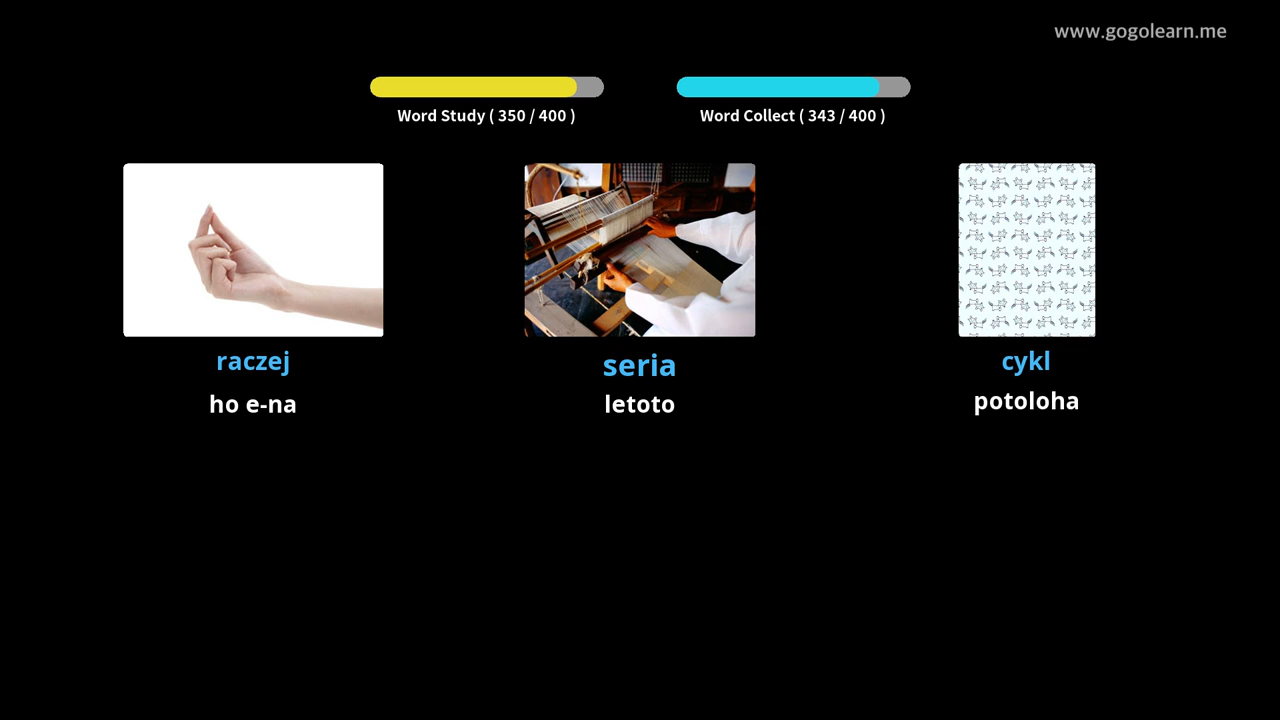 www.gogolearn.me
Word Study ( 350 / 400 )
Word Collect ( 343 / 400 )
raczej
seria
cykl
ho e-na
letoto
potoloha